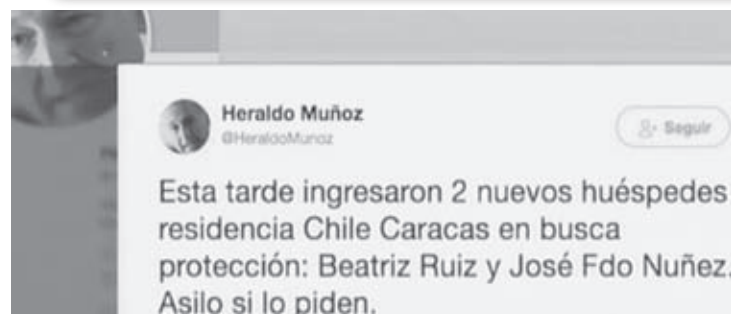 Heraldo Muñoz
@HeraldoMunoz
Seguir
Esta tarde ingresaron 2 nuevos huéspedes
residencia Chile Caracas en busca
protección: Beatriz Ruiz y José Fdo Nuñez.
Asilo si lo piden.